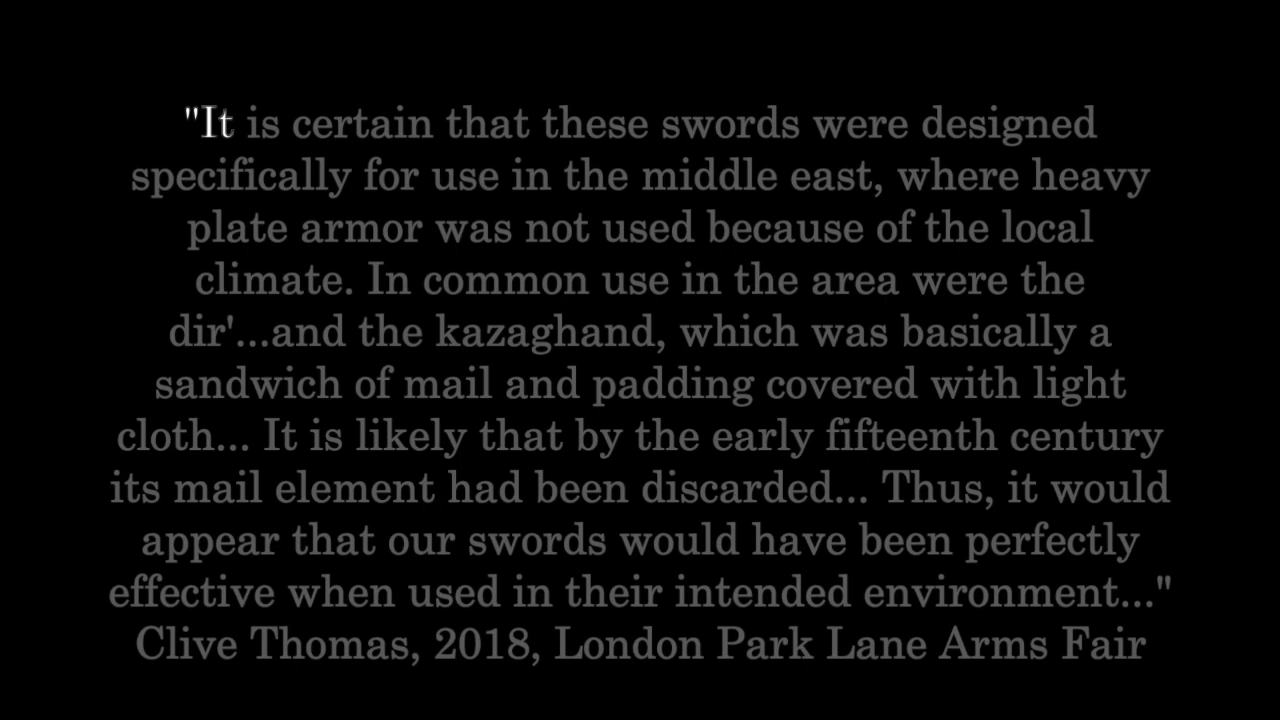 "It is certain that these swords were designed
specifically for use in the middle east, where heavy
plate armor was not used because of the local
climate. In common use in the area were the
dir'...and the kazaghand, which was basically a
sandwich of mail and padding covered with light
cloth... It is likely that by the early fifteenth century
its mail element had been discarded... Thus, it would
appear that our swords would have been perfectly
effective when used in their intended environment..."
Clive Thomas, 2018, London Park Lane Arms Fair